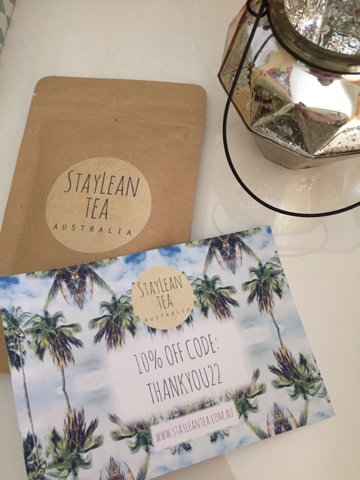 STAYLEAN
TEA
AUSTRALIA
STAYLEAN
TEA
AUSTRALIA
10% OFF CODE:
THANKYOU22
WWW.STAYLEANTEA.COM.AU